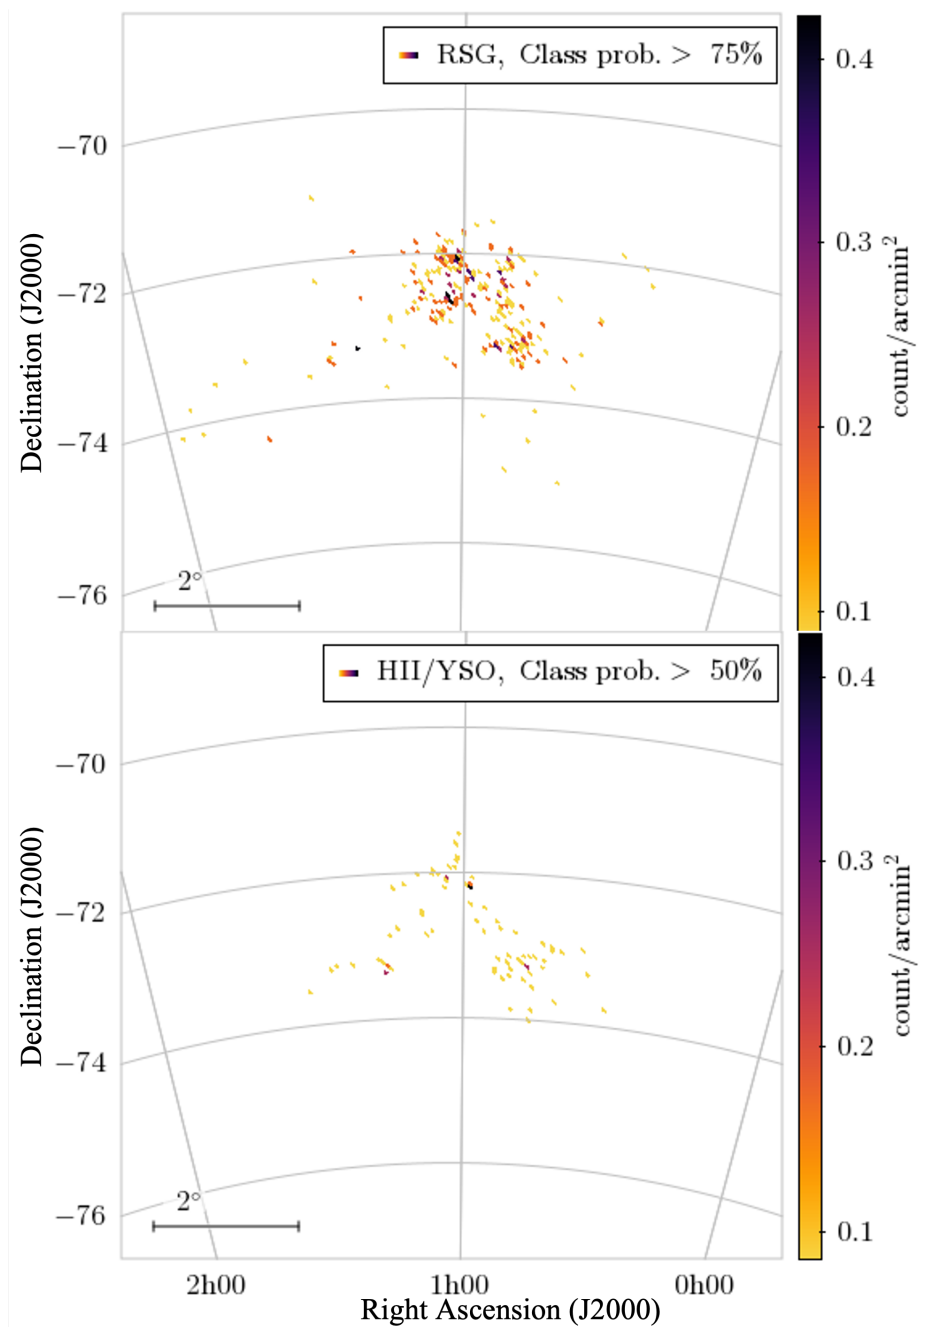 RSG, Class prob. > 75%
−70
−72
−74
−76
Declination (J2000)
2°
0.4
0.3
0.2
0.1
count/arcmin²
HII/YSO, Class prob. > 50%
−70
−72
−74
−76
Declination (J2000)
2°
0.4
0.3
0.2
0.1
count/arcmin²
2h00 1h00 0h00
Right Ascension (J2000)